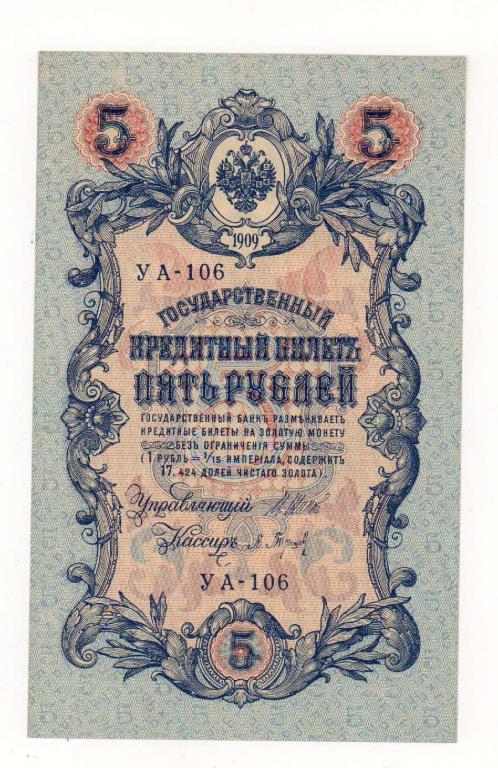 5 5
1909
УА-106
ГОСУДАРСТВЕННЫЙ
КРЕДИТНЫЙ БИЛЕТЪ
ПЯТЬ РУБЛЕЙ
ГОСУДАРСТВЕННЫЙ БАНКЪ РАЗМѢНИВАЕТЪ
КРЕДИТНЫЕ БИЛЕТЫ НА ЗОЛОТУЮ МОНЕТУ
БЕЗЪ ОГРАНИЧЕНІЯ СУММЫ
(1 РУБЛЬ = 1/15 ИМПЕРІАЛА, СОДЕРЖИТЪ
17,424 ДОЛЕЙ ЧИСТАГО ЗОЛОТА).
Управляющій
Кассиръ
УА-106
5